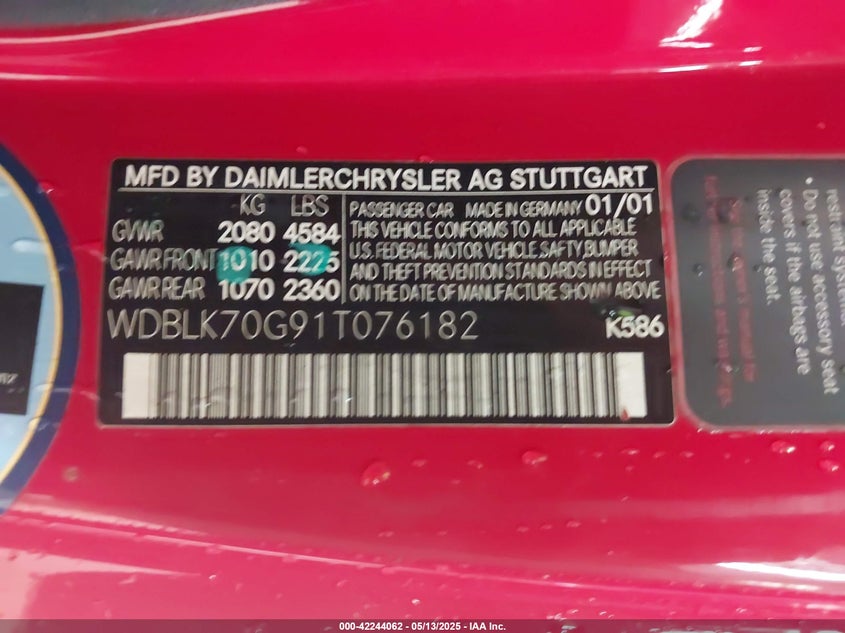 MFD BY DAIMLERCHRYSLER AG STUTTGART
KG LBS
GVWR 2080 4584
GAWR FRONT 1010 2225
GAWR REAR 1070 2360
PASSENGER CAR MADE IN GERMANY 01/01
THIS VEHICLE CONFORMS TO ALL APPLICABLE
U.S. FEDERAL MOTOR VEHICLE, SAFTY, BUMPER
AND THEFT PREVENTION STANDARDS IN EFFECT
ON THE DATE OF MANUFACTURE SHOWN ABOVE
WDBLK70G91T076182 K586
restraint systems
• Do not use accessory seat
covers if the airbags are
inside the seat.
000-42244062 - 05/13/2025 - IAA Inc.